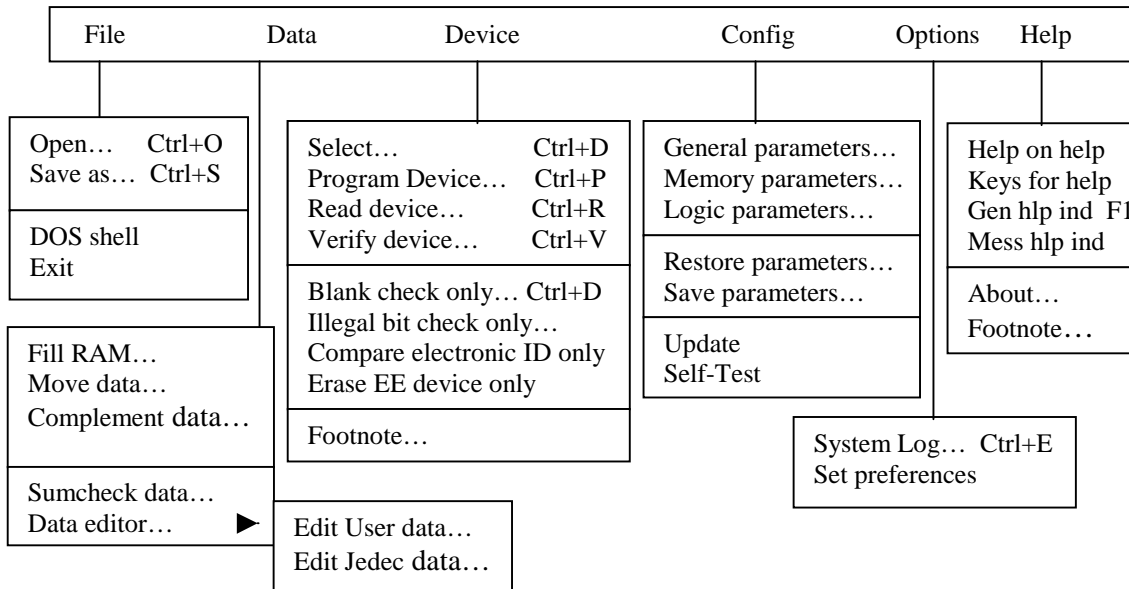 File Data Device Config Options Help
Open… Ctrl+O
Save as… Ctrl+S
DOS shell
Exit
Fill RAM…
Move data…
Complement data…
Sumcheck data…
Data editor…
Edit User data…
Edit Jedec data…
Select… Ctrl+D
Program Device… Ctrl+P
Read device… Ctrl+R
Verify device… Ctrl+V
Blank check only… Ctrl+D
Illegal bit check only…
Compare electronic ID only
Erase EE device only
Footnote…
General parameters…
Memory parameters…
Logic parameters…
Restore parameters…
Save parameters…
Update
Self-Test
System Log… Ctrl+E
Set preferences
Help on help
Keys for help
Gen hlp ind F1
Mess hlp ind
About…
Footnote…